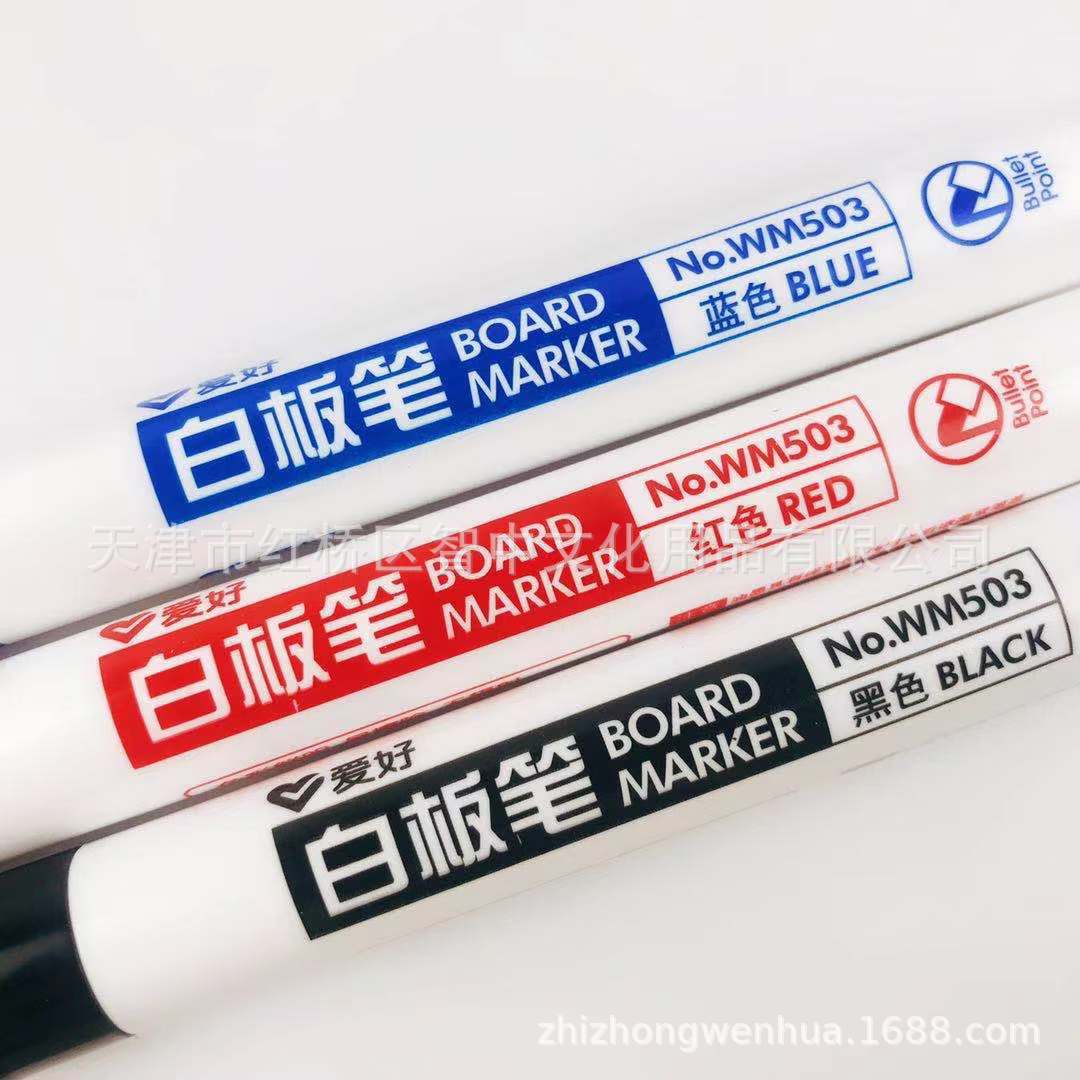 爱好
白板笔
BOARD
MARKER
No.WM503
蓝色 BLUE
Bullet
Point
天津市红桥区智中文化用品有限公司
爱好
白板笔
BOARD
MARKER
No.WM503
红色 RED
Bullet
Point
爱好
白板笔
BOARD
MARKER
No.WM503
黑色 BLACK
zhizhongwenhua.1688.com